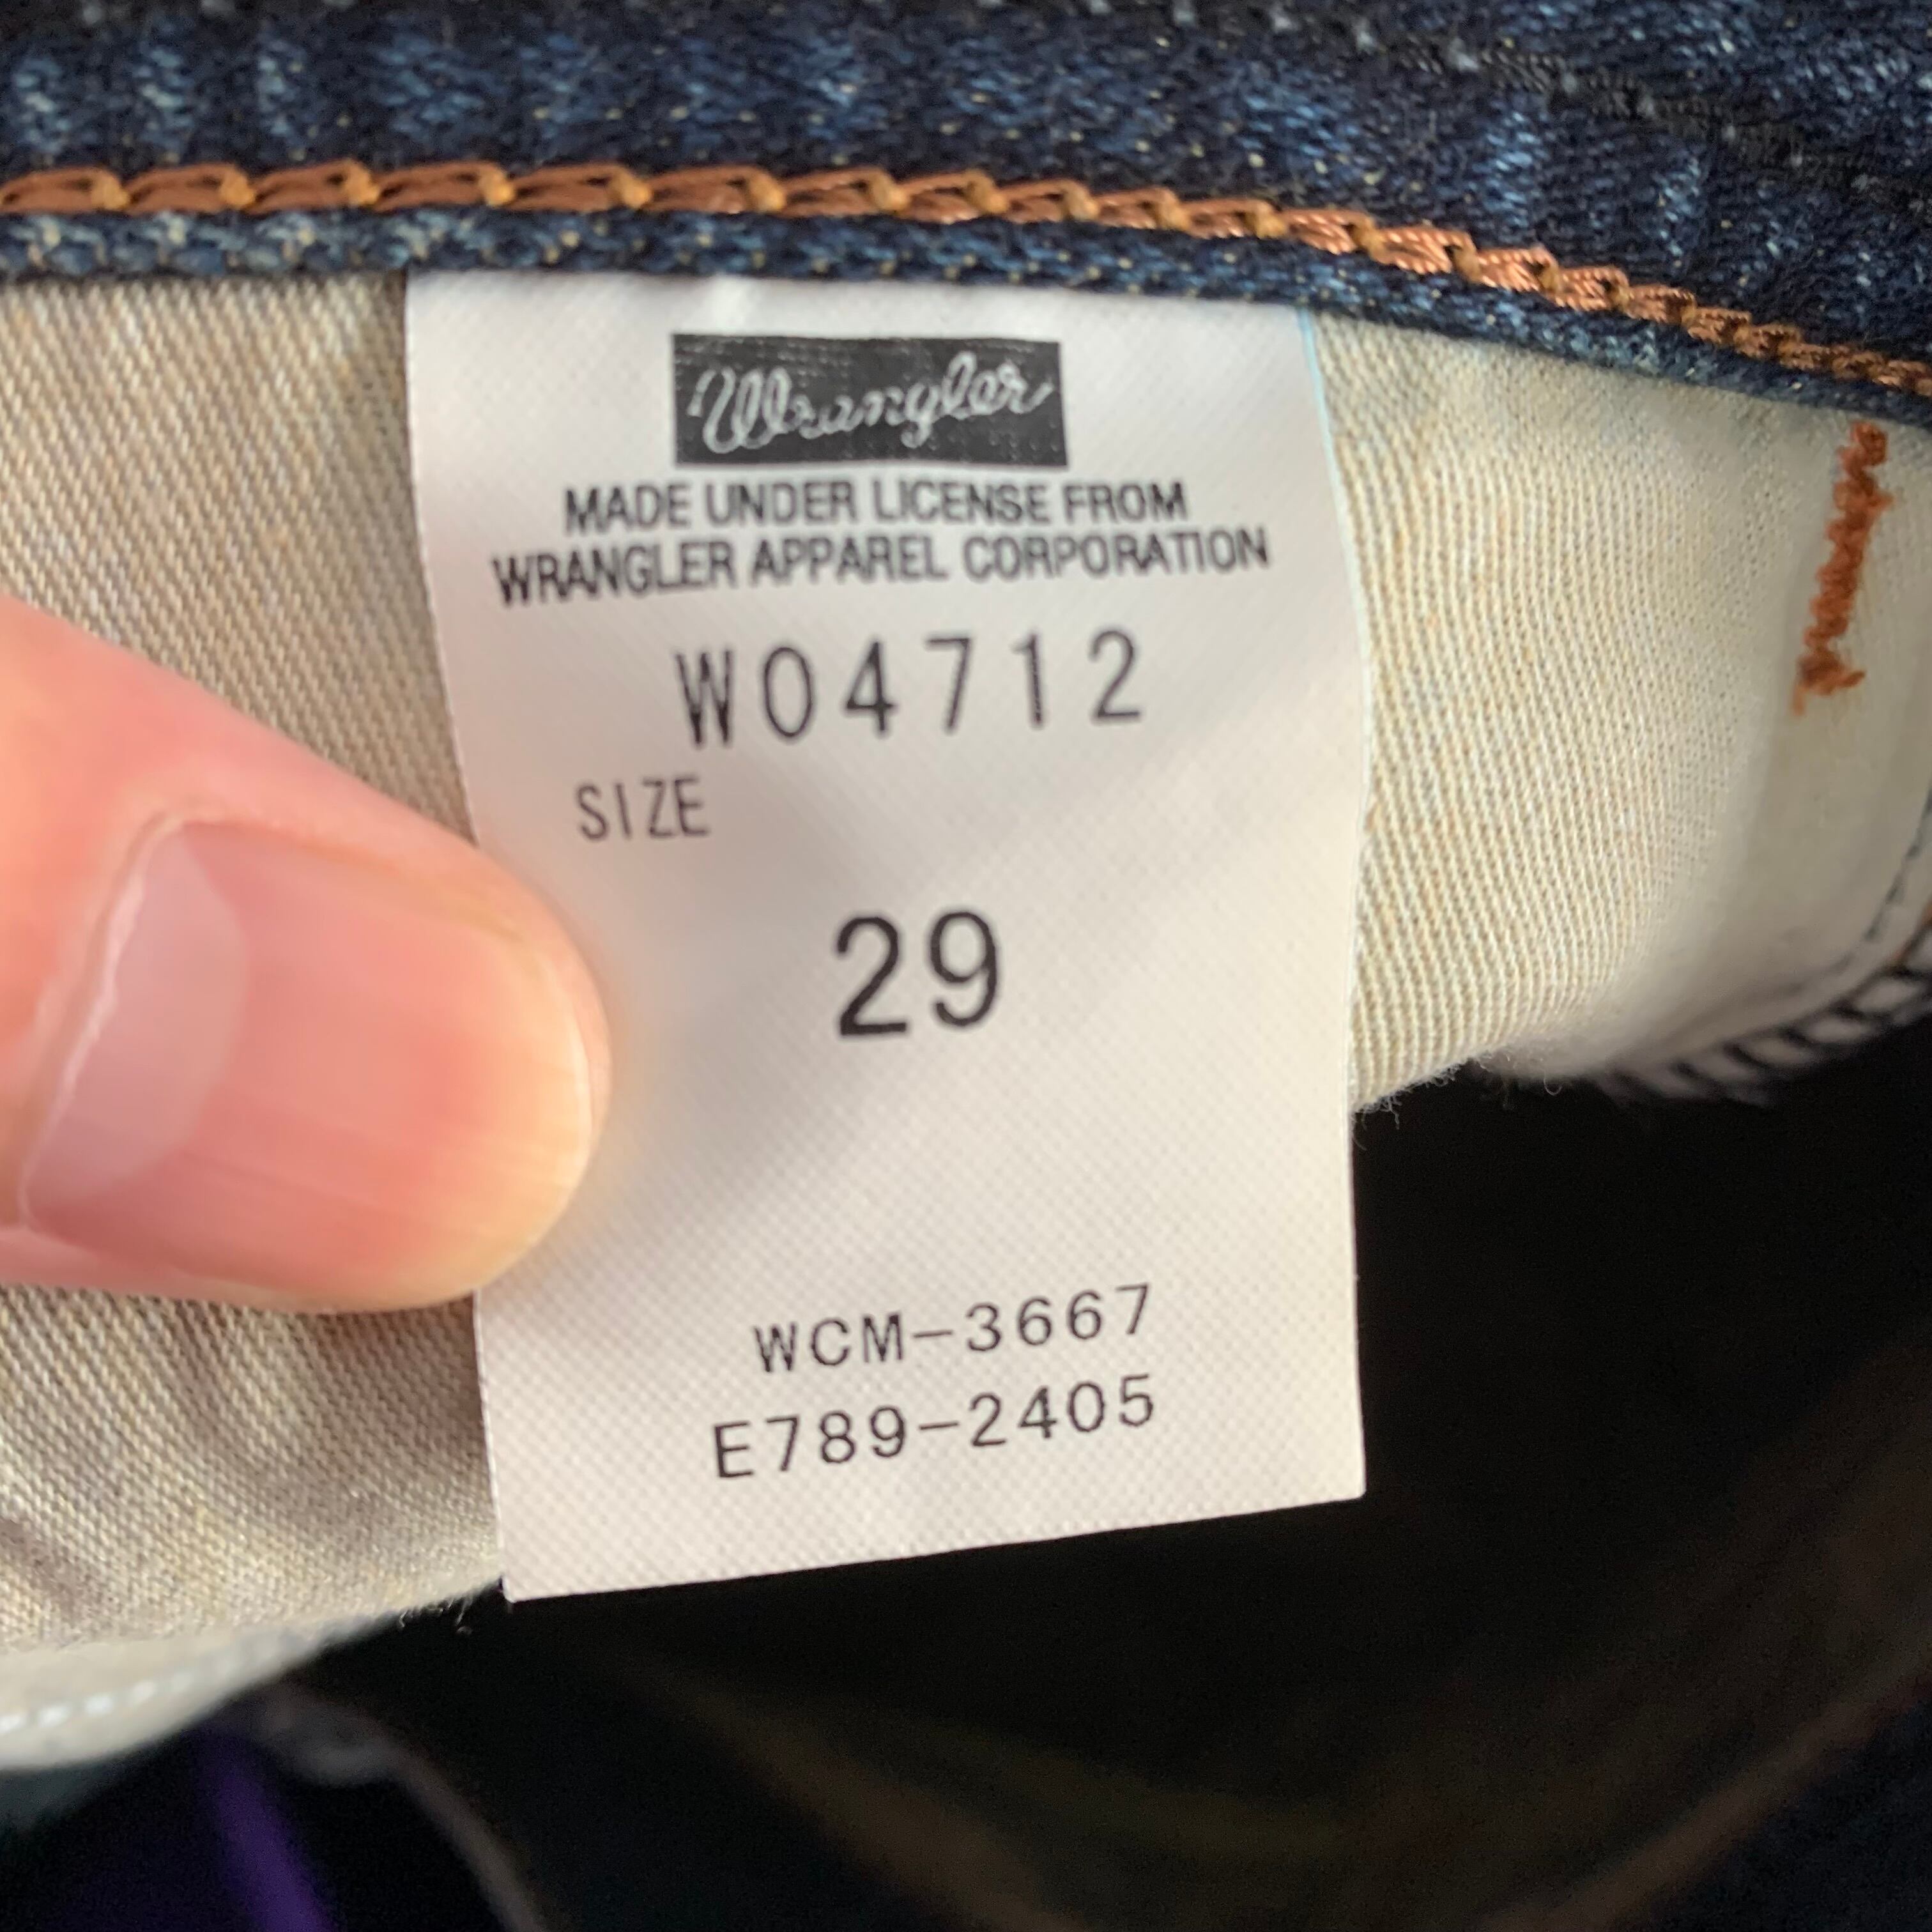 Wrangler
MADE UNDER LICENSE FROM
WRANGLER APPAREL CORPORATION
W04712
SIZE
29
WCM-3667
E789-2405